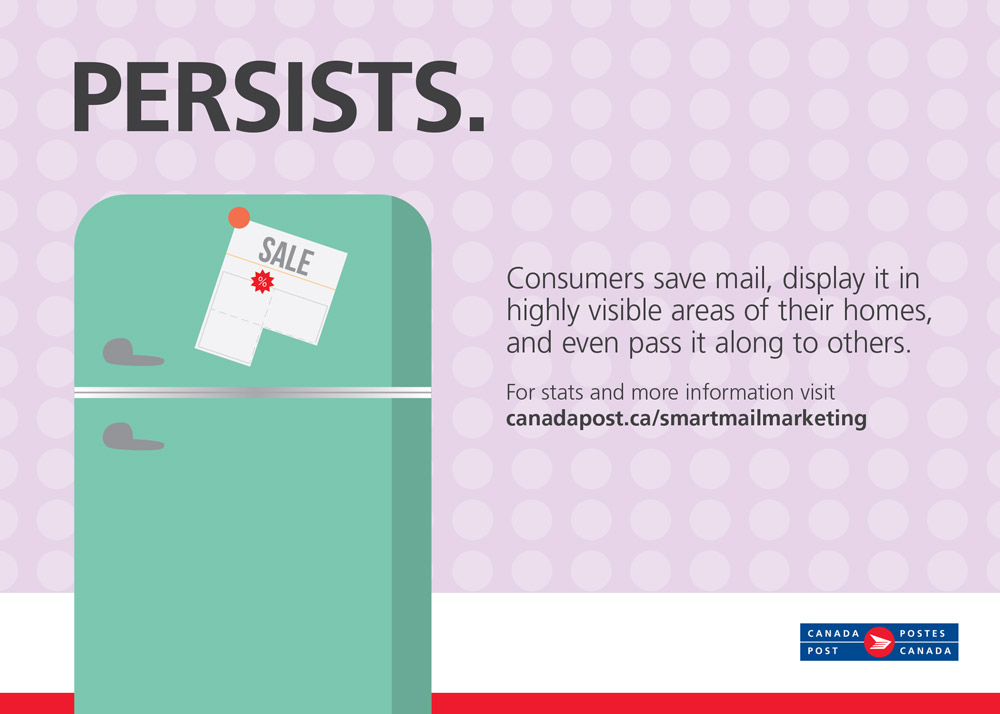 PERSISTS.
SALE
%
Consumers save mail, display it in
highly visible areas of their homes,
and even pass it along to others.
For stats and more information visit
canadapost.ca/smartmailmarketing
CANADA POSTES
POST CANADA